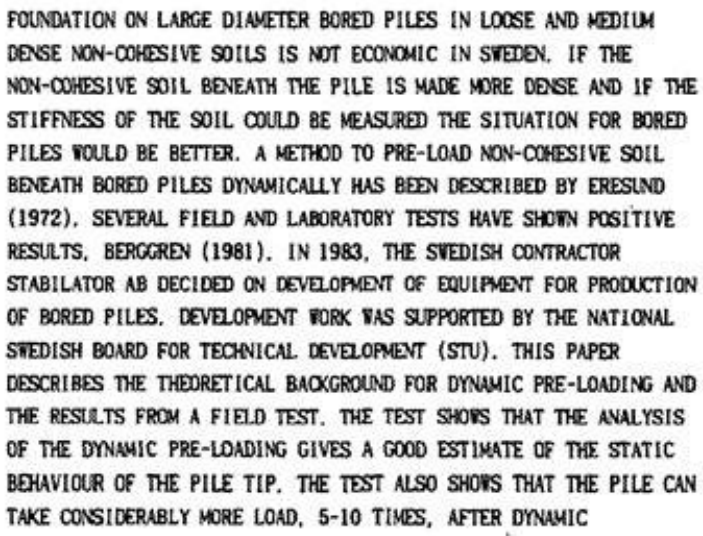 FOUNDATION ON LARGE DIAMETER BORED PILES IN LOOSE AND MEDIUM
DENSE NON-COHESIVE SOILS IS NOT ECONOMIC IN SWEDEN. IF THE
NON-COHESIVE SOIL BENEATH THE PILE IS MADE MORE DENSE AND IF THE
STIFFNESS OF THE SOIL COULD BE MEASURED THE SITUATION FOR BORED
PILES WOULD BE BETTER. A METHOD TO PRE-LOAD NON-COHESIVE SOIL
BENEATH BORED PILES DYNAMICALLY HAS BEEN DESCRIBED BY ERESUND
(1972). SEVERAL FIELD AND LABORATORY TESTS HAVE SHOWN POSITIVE
RESULTS, BERGGREN (1981). IN 1983, THE SWEDISH CONTRACTOR
STABILATOR AB DECIDED ON DEVELOPMENT OF EQUIPMENT FOR PRODUCTION
OF BORED PILES. DEVELOPMENT WORK WAS SUPPORTED BY THE NATIONAL
SWEDISH BOARD FOR TECHNICAL DEVELOPMENT (STU). THIS PAPER
DESCRIBES THE THEORETICAL BACKGROUND FOR DYNAMIC PRE-LOADING AND
THE RESULTS FROM A FIELD TEST. THE TEST SHOWS THAT THE ANALYSIS
OF THE DYNAMIC PRE-LOADING GIVES A GOOD ESTIMATE OF THE STATIC
BEHAVIOUR OF THE PILE TIP. THE TEST ALSO SHOWS THAT THE PILE CAN
TAKE CONSIDERABLY MORE LOAD, 5-10 TIMES, AFTER DYNAMIC